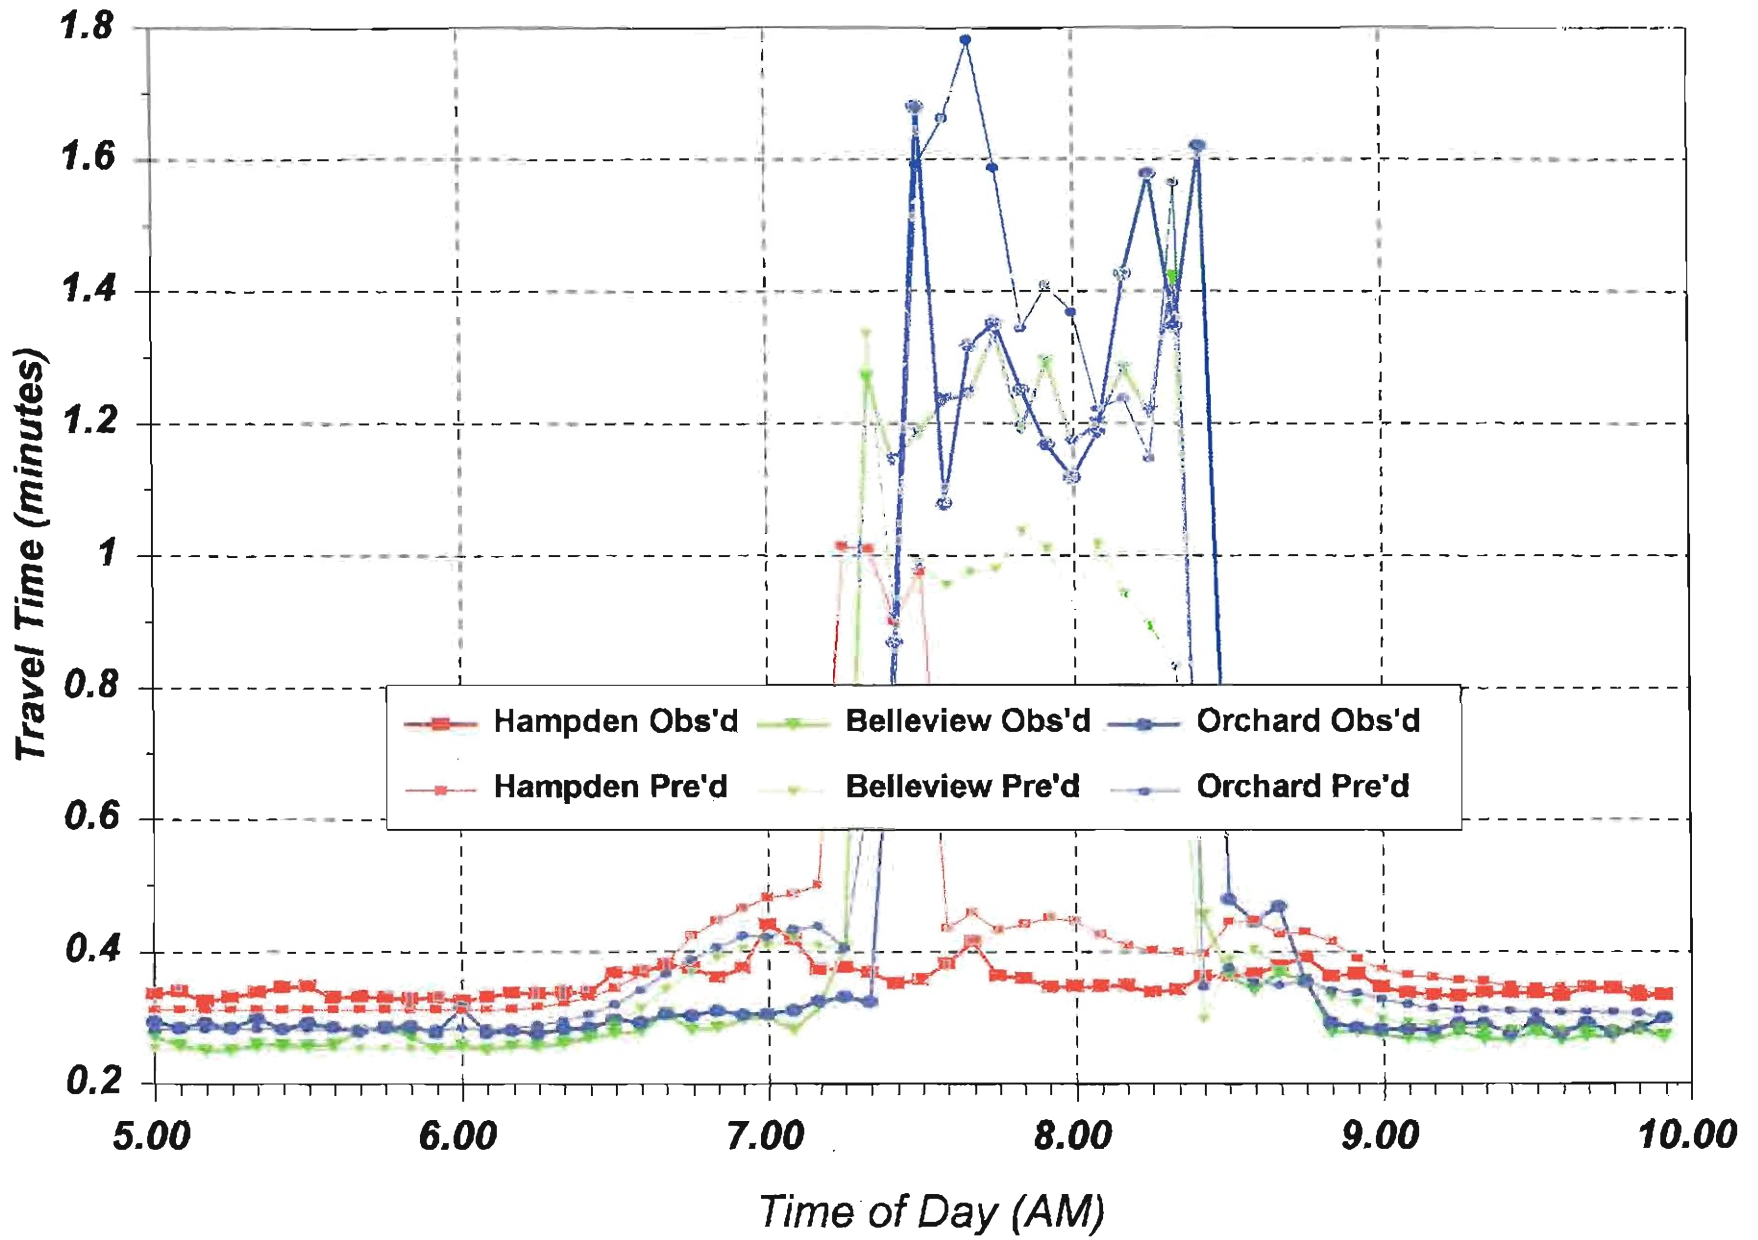 1.8
1.6
1.4
1.2
1
0.8
0.6
0.4
0.2
Travel Time (minutes)
Hampden Obs'd Belleview Obs'd Orchard Obs'd
Hampden Pre'd Belleview Pre'd Orchard Pre'd
5.00 6.00 7.00 8.00 9.00 10.00
Time of Day (AM)